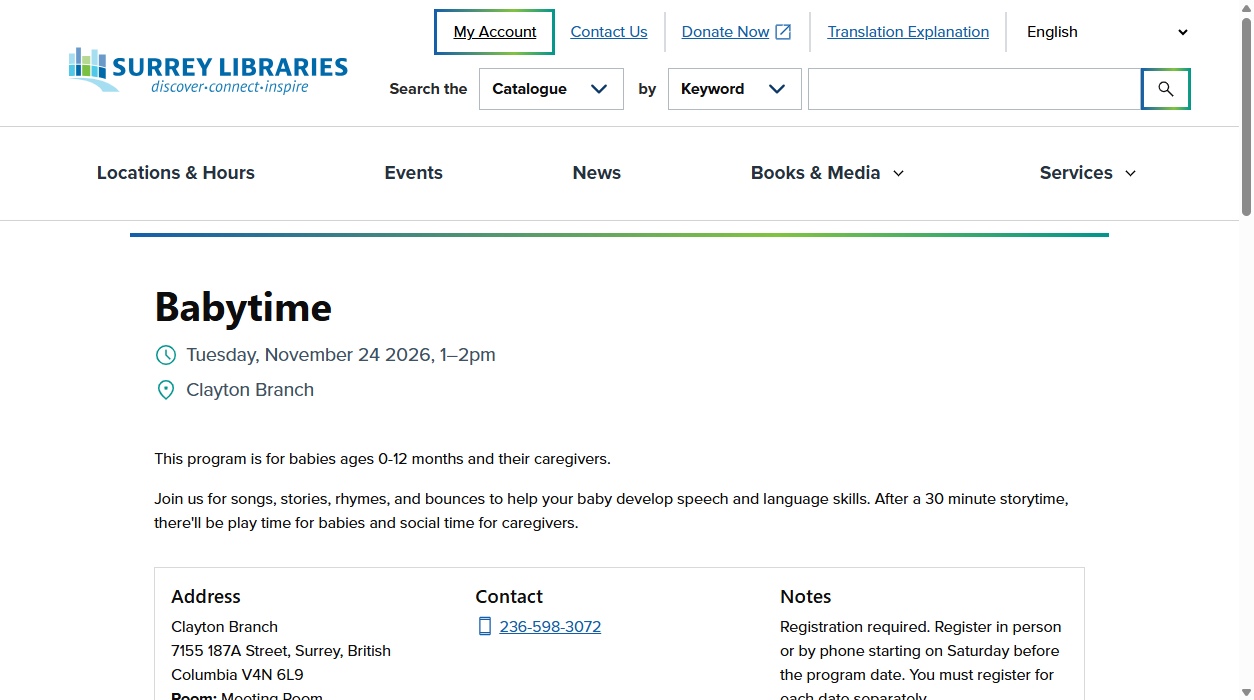 My Account
Contact Us
Donate Now
Translation Explanation
English
SURREY LIBRARIES
discover•connect•inspire
Search the
Catalogue
by
Keyword
Locations & Hours
Events
News
Books & Media
Services
Babytime
Tuesday, November 24 2026, 1–2pm
Clayton Branch
This program is for babies ages 0-12 months and their caregivers.
Join us for songs, stories, rhymes, and bounces to help your baby develop speech and language skills. After a 30 minute storytime,
there'll be play time for babies and social time for caregivers.
Address
Clayton Branch
7155 187A Street, Surrey, British
Columbia V4N 6L9
Room: Meeting Room
Contact
236-598-3072
Notes
Registration required. Register in person
or by phone starting on Saturday before
the program date. You must register for
each date separately.